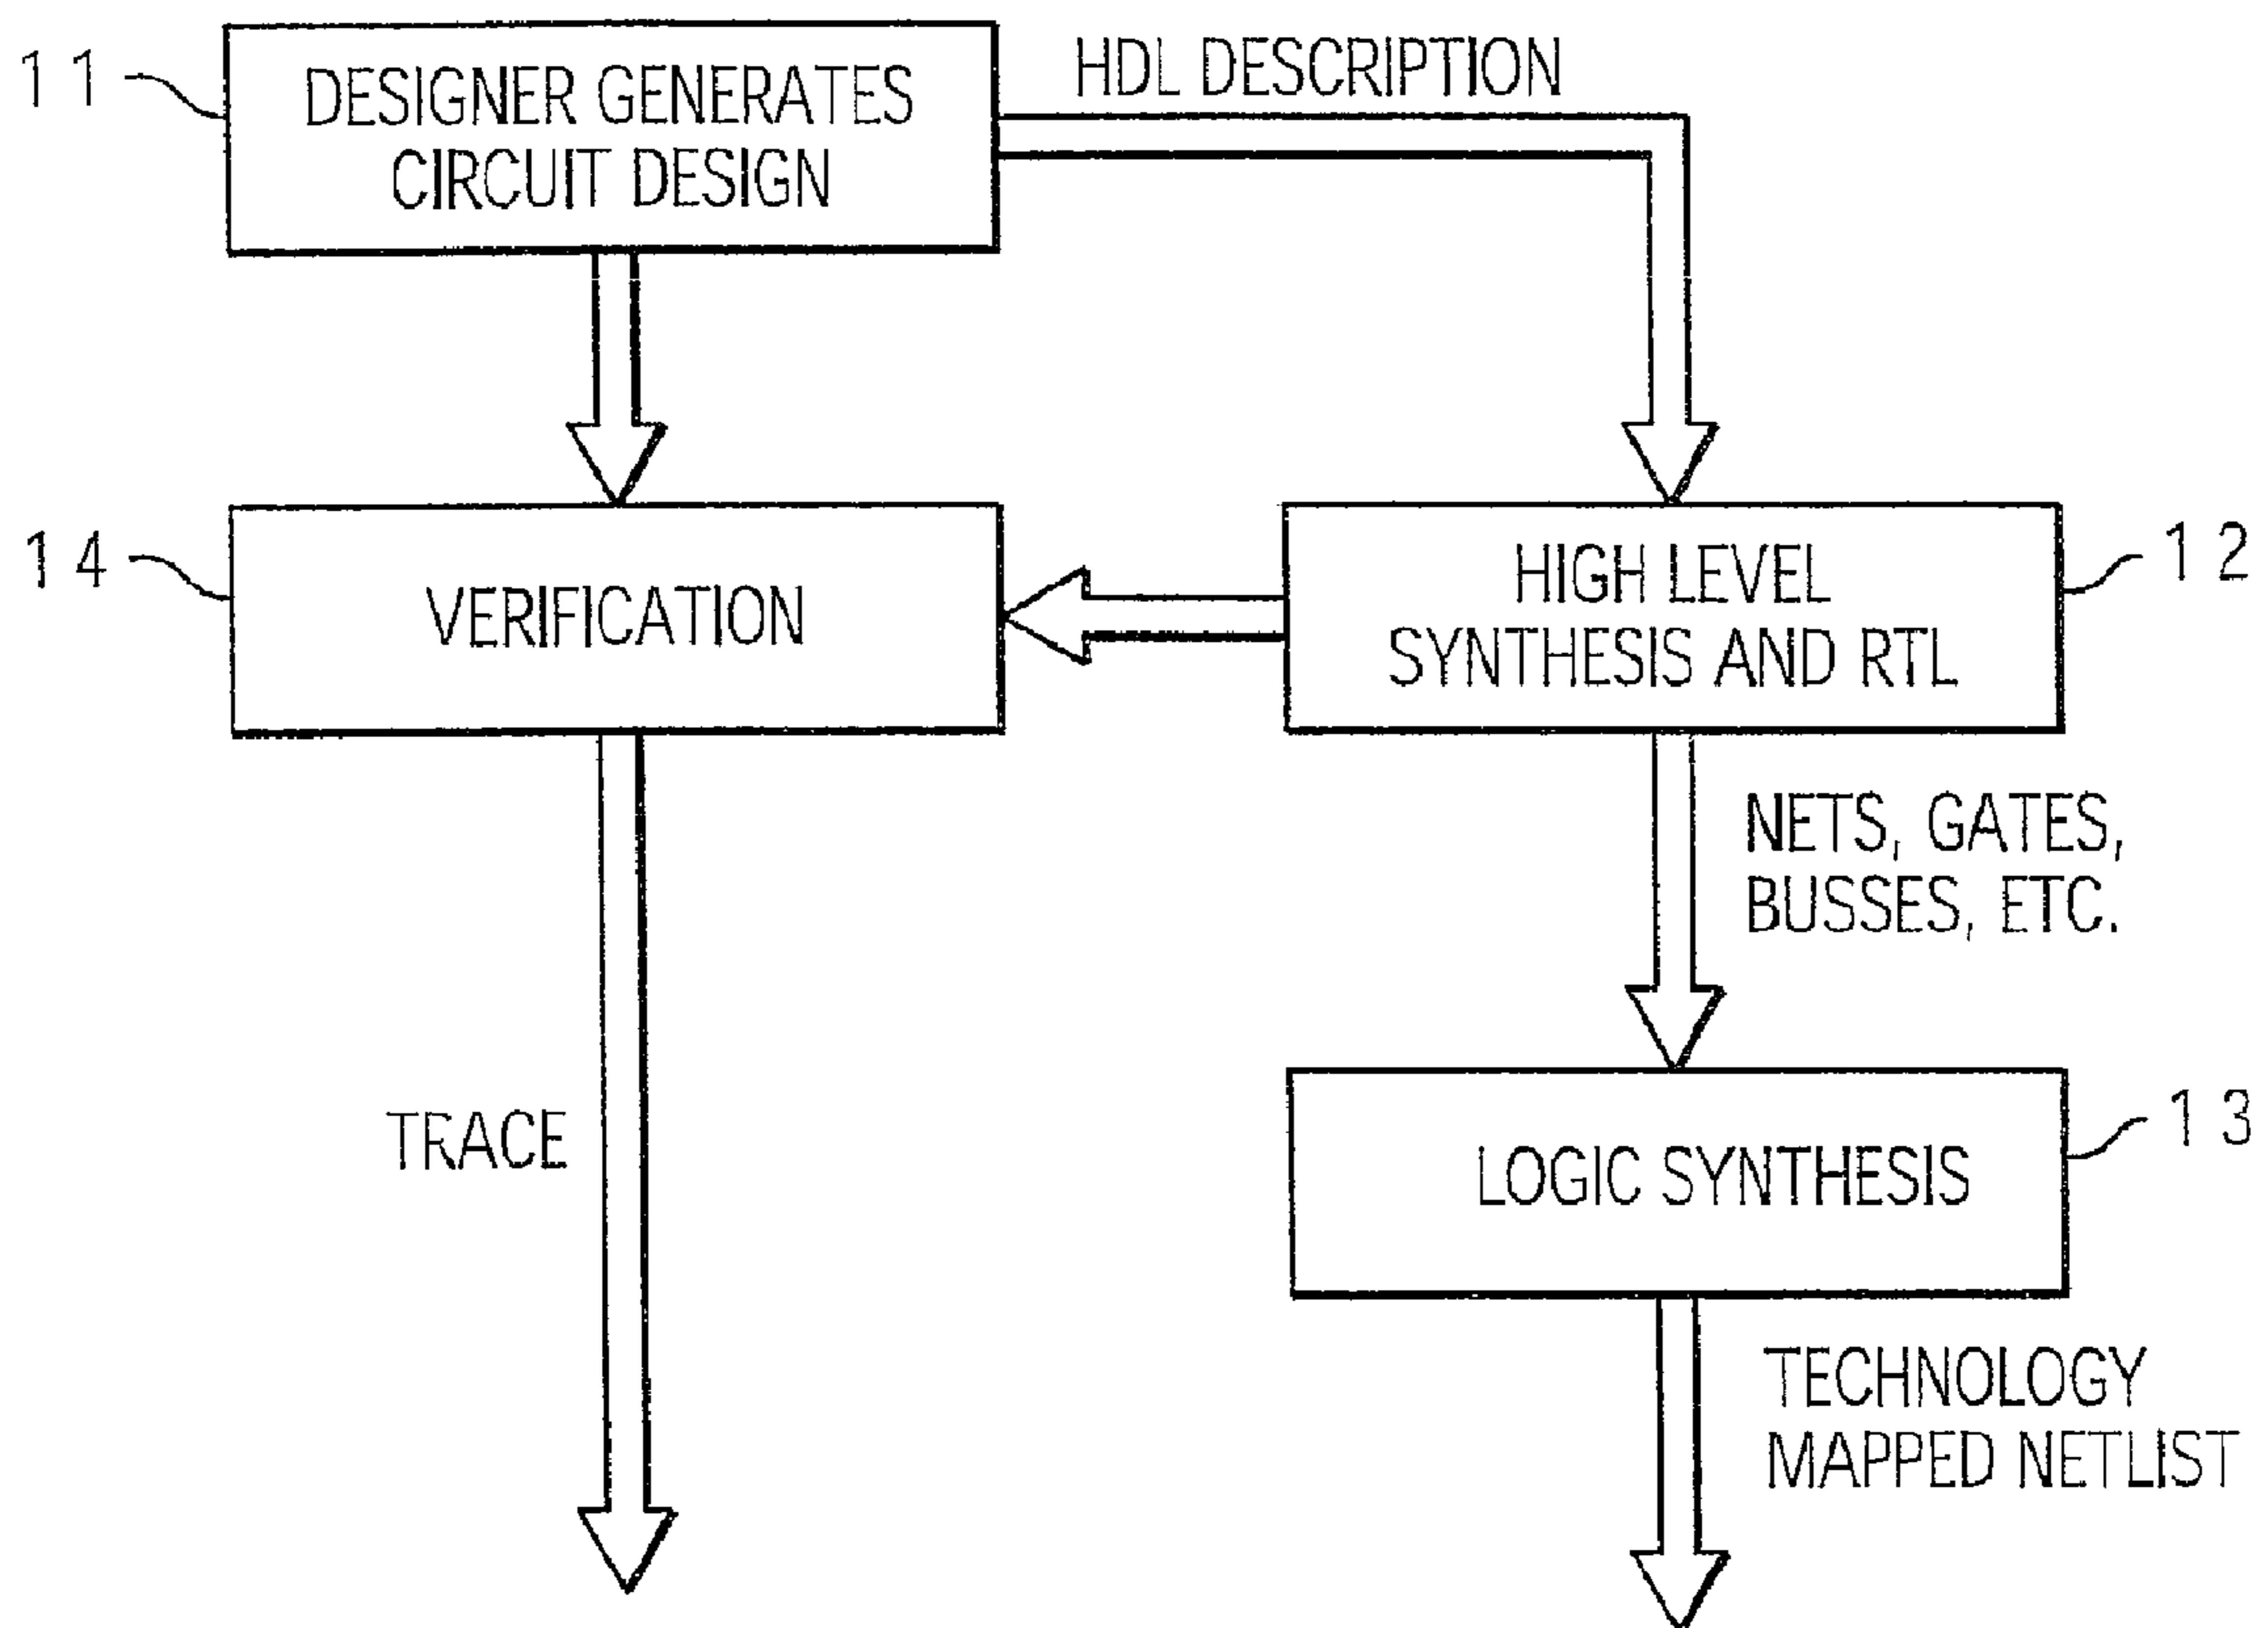 11
DESIGNER GENERATES
CIRCUIT DESIGN
HDL DESCRIPTION
14
VERIFICATION
HIGH LEVEL
SYNTHESIS AND RTL
12
NETS, GATES,
BUSSES, ETC.
TRACE
LOGIC SYNTHESIS
13
TECHNOLOGY
MAPPED NETLIST